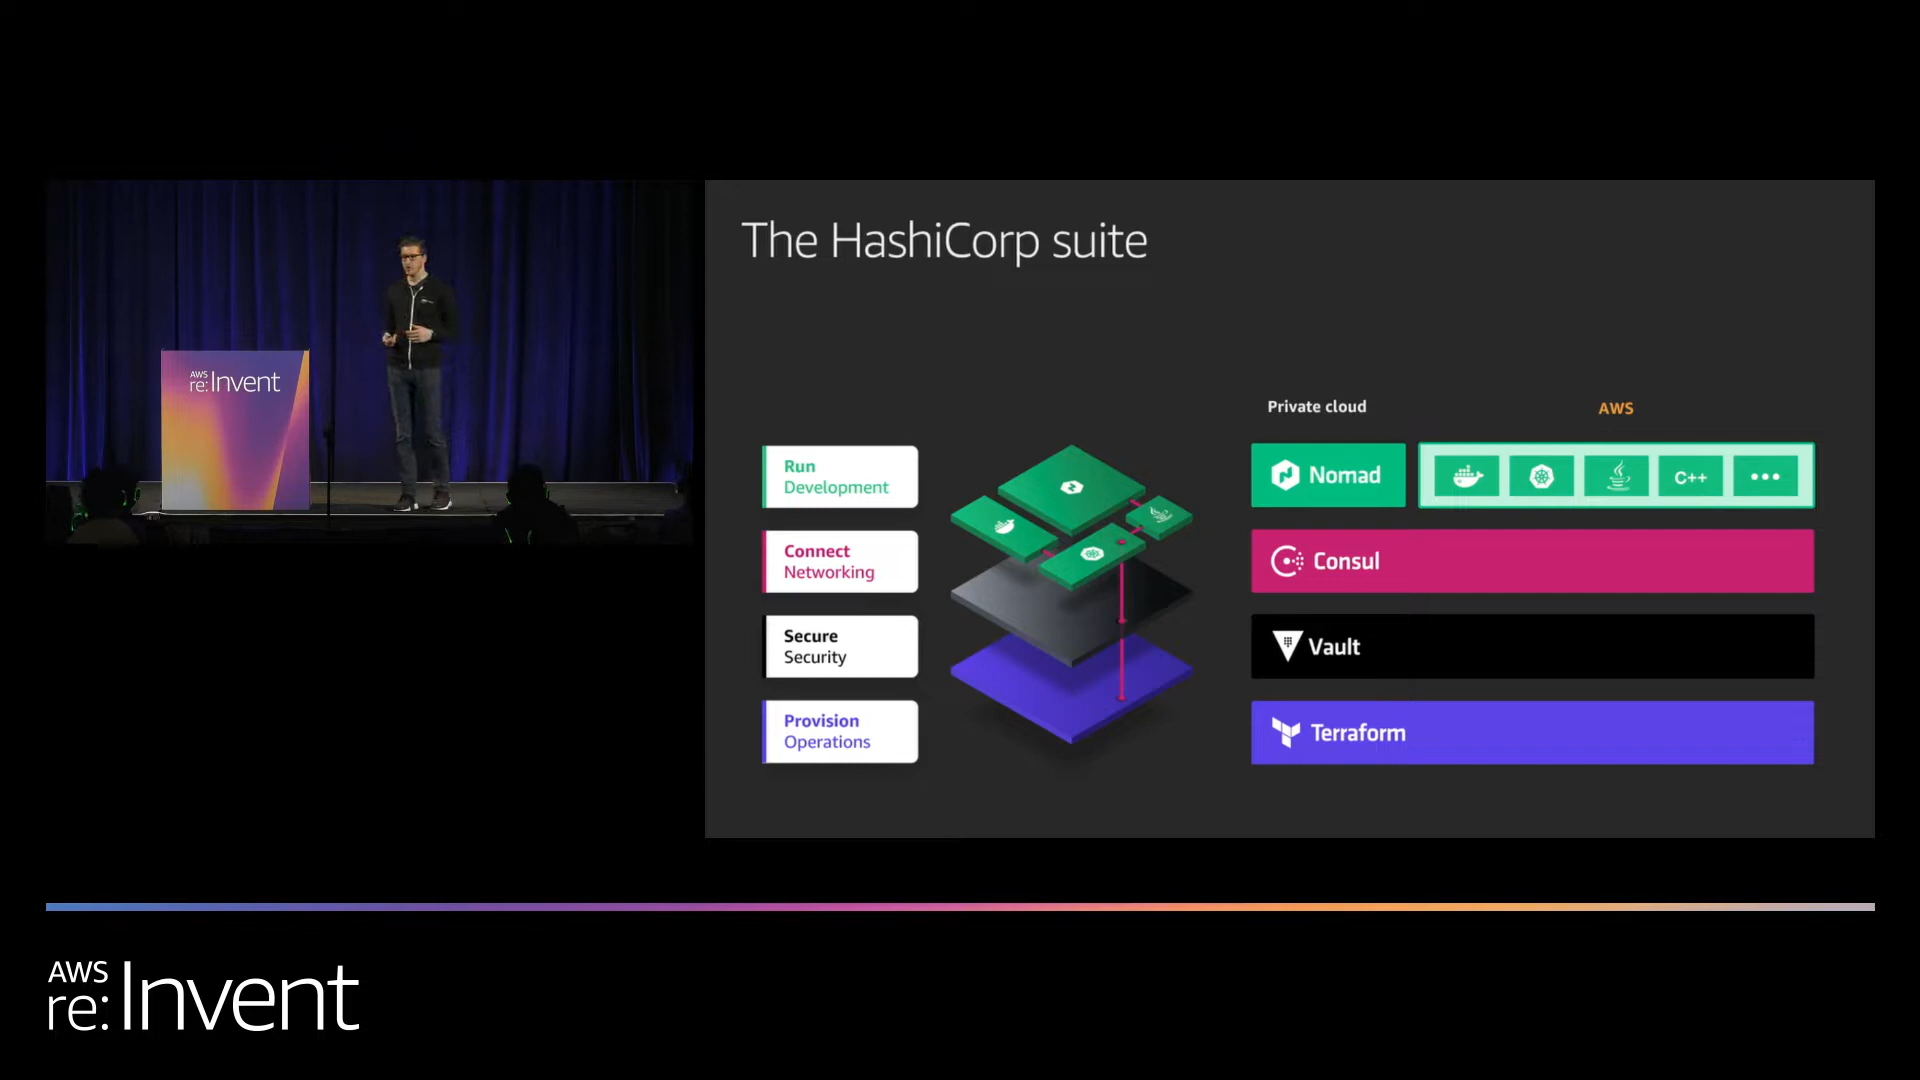 AWS
re:Invent
The HashiCorp suite
Private cloud
AWS
Run
Development
Nomad
C++
Connect
Networking
Consul
Secure
Security
Vault
Provision
Operations
Terraform
AWS
re:Invent